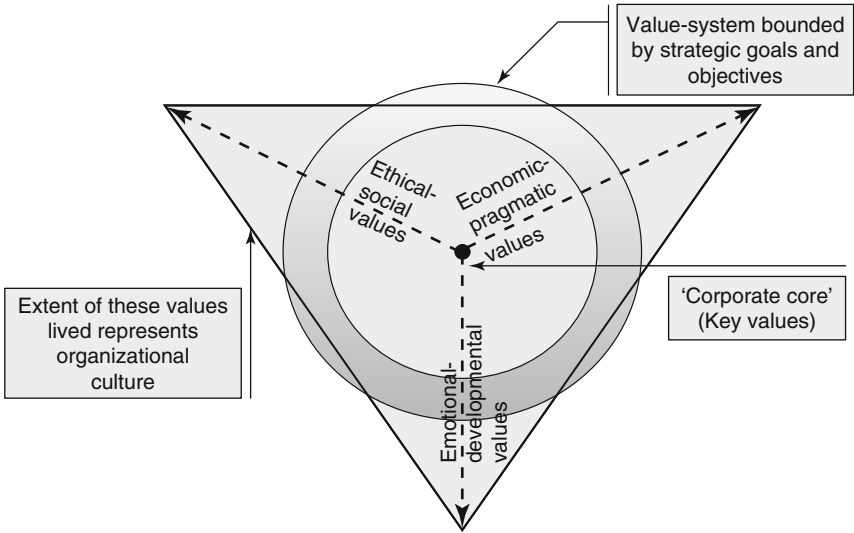 Value-system bounded
by strategic goals and
objectives
Ethical-
social
values
Economic-
pragmatic
values
Extent of these values
lived represents
organizational
culture
‘Corporate core’
(Key values)
Emotional-
developmental
values